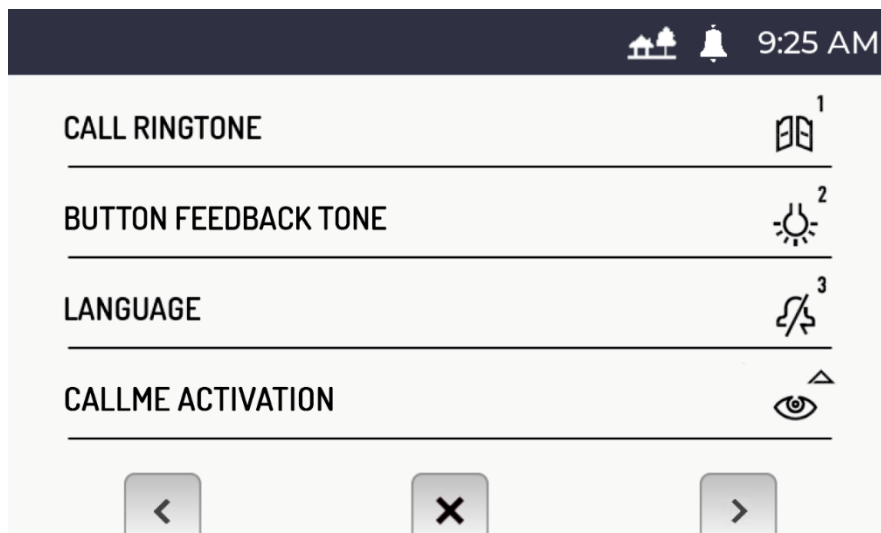 9:25 AM
CALL RINGTONE 1
BUTTON FEEDBACK TONE 2
LANGUAGE 3
CALLME ACTIVATION